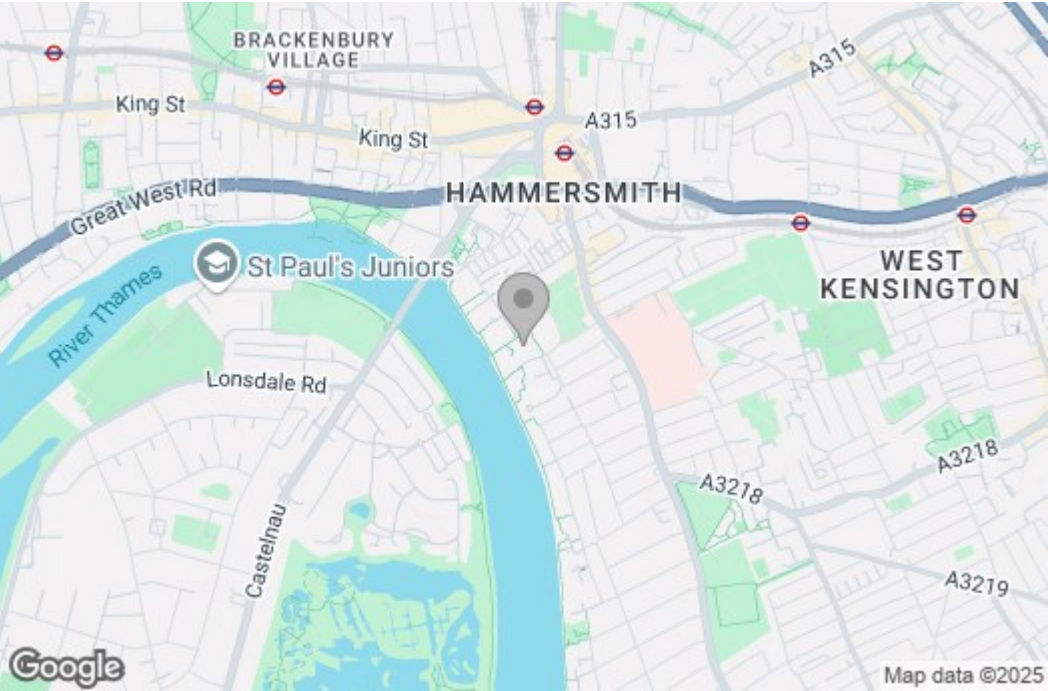 BRACKENBURY
VILLAGE
King St
King St
A315
A315
Great West Rd
HAMMERSMITH
St Paul's Juniors
WEST
KENSINGTON
River Thames
Lonsdale Rd
A3218
A3218
Castelnau
A3219
Google
Map data ©2025